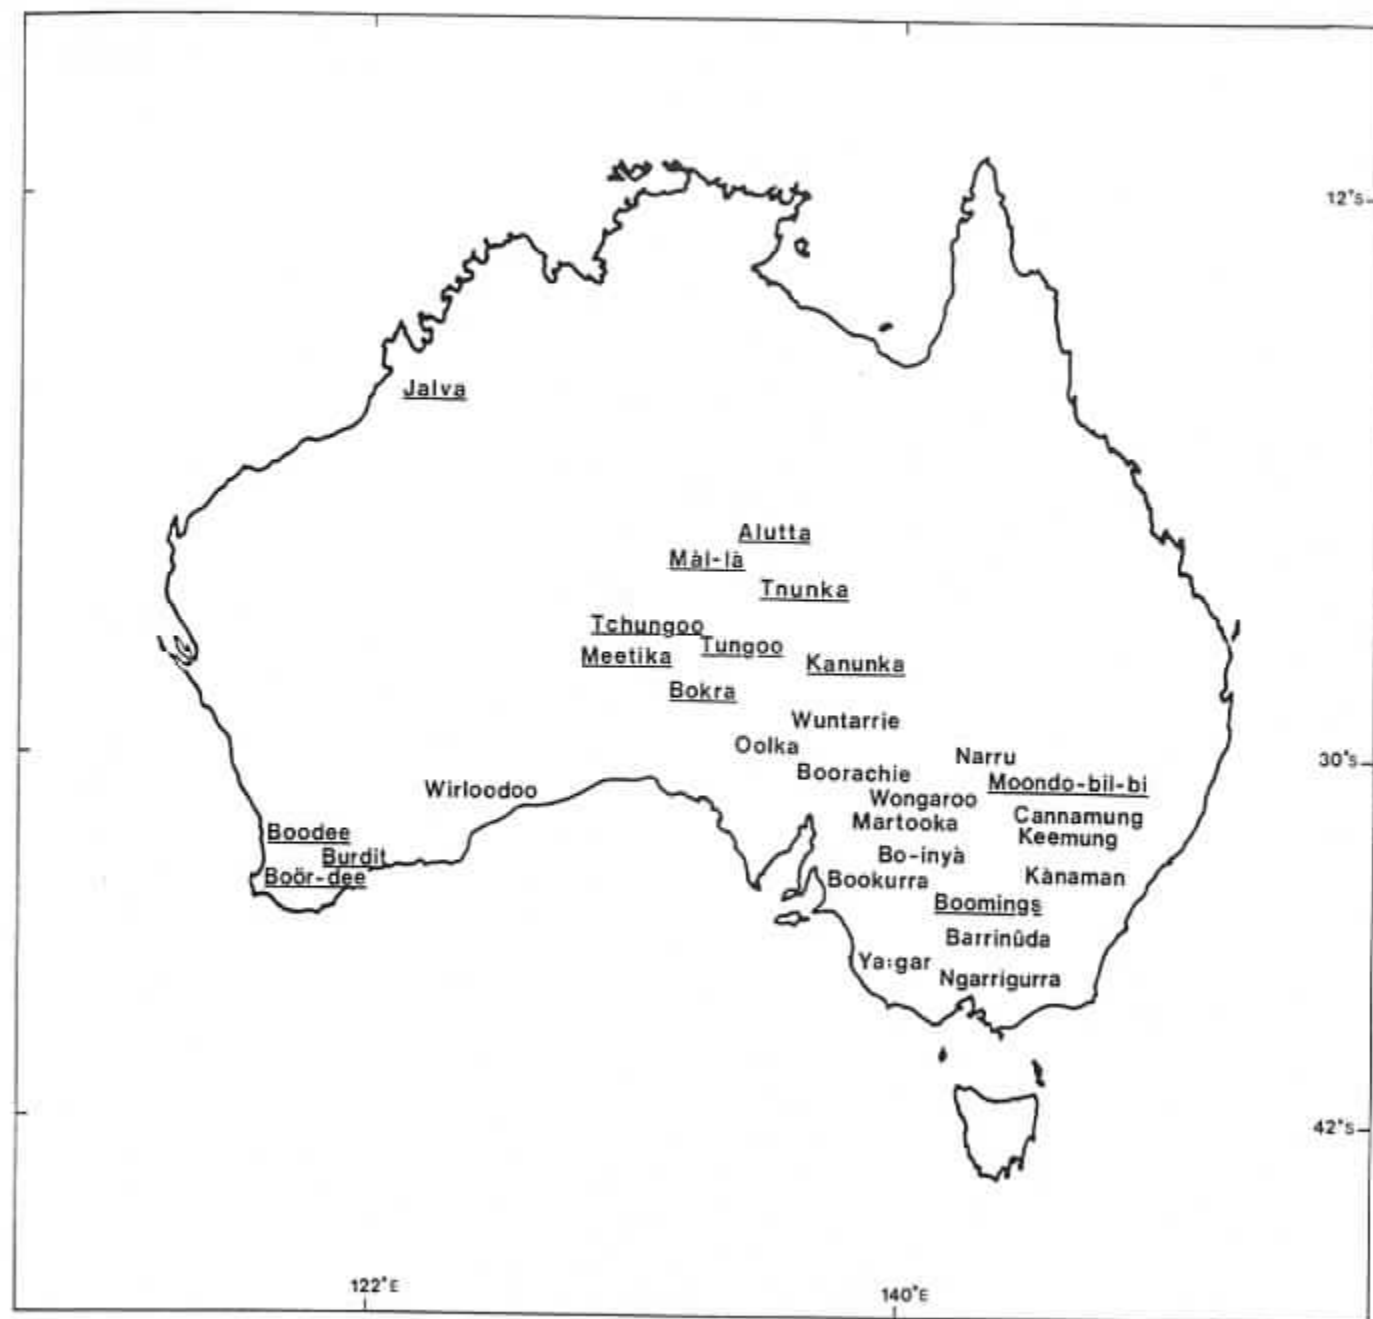 12°S
Jalva
Alutta
Màl-là
Tnunka
Tchungoo
Tungoo
Meetika
Kanunka
Bokra
Wuntarrie
Oolka
Narru
30°S
Boorachie
Moondo-bil-bi
Wirloodoo
Wongaroo
Cannamung
Martooka
Keemung
Boodee
Burdit
Bo-inyà
Boör-dee
Bookurra
Kànaman
Boomings
Barrinûda
Ya:gar
Ngarrigurra
42°S
122°E
140°E